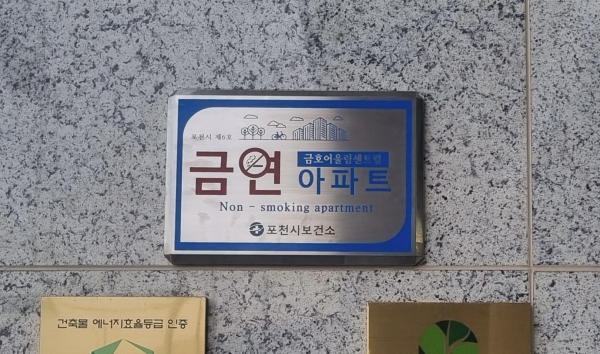 포천시 제6호
금연 금호어울림센트럴
아파트
Non - smoking apartment
포천시보건소
건축물 에너지효율등급 인증